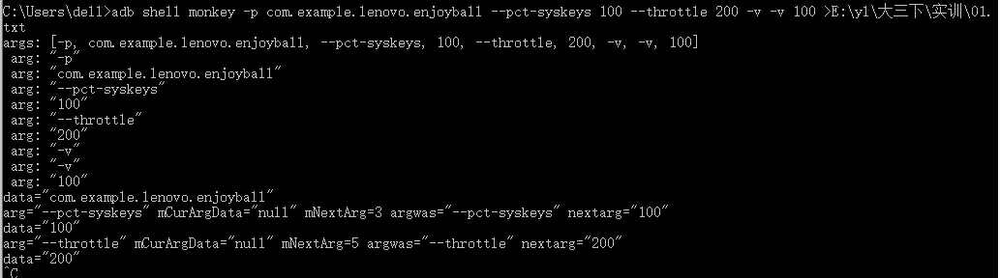 C:\Users\dell>adb shell monkey -p com.example.lenovo.enjoyball --pct-syskeys 100 --throttle 200 -v -v 100 >E:\yl\大三下\实训\01.
txt
args: [-p, com.example.lenovo.enjoyball, --pct-syskeys, 100, --throttle, 200, -v, -v, 100]
arg: "-p"
arg: "com.example.lenovo.enjoyball"
arg: "--pct-syskeys"
arg: "100"
arg: "--throttle"
arg: "200"
arg: "-v"
arg: "-v"
arg: "100"
data="com.example.lenovo.enjoyball"
arg="--pct-syskeys" mCurArgData="null" mNextArg=3 argwas="--pct-syskeys" nextarg="100"
data="100"
arg="--throttle" mCurArgData="null" mNextArg=5 argwas="--throttle" nextarg="200"
data="200"
^C